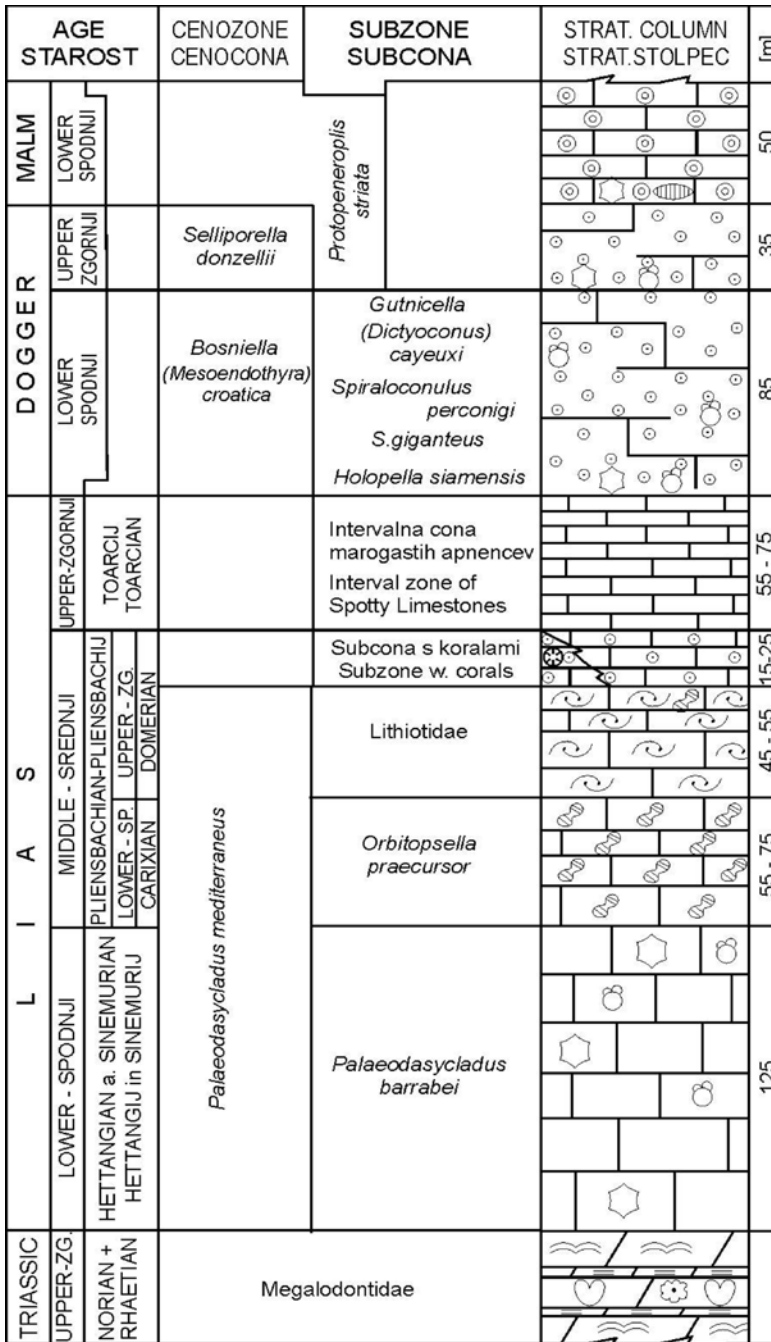 AGE
STAROST
CENOZONE
CENOCONA
SUBZONE
SUBCONA
STRAT. COLUMN
STRAT.STOLPEC
[m]
MALM
LOWER
SPODNJI
Protopeneroplis
striata
50
DOGGER
UPPER
ZGORNJI
Selliporella
donzellii
35
LOWER
SPODNJI
Bosniella
(Mesoendothyra)
croatica
Gutnicella
(Dictyoconus)
cayeuxi
Spiraloconulus
perconigi
S.giganteus
Holopella siamensis
85
LIAS
UPPER-ZGORNJI
TOARCIJ
TOARCIAN
Intervalna cona
marogastih apnencev
Interval zone of
Spotty Limestones
55 - 75
MIDDLE - SREDNJI
PLIENSBACHIAN-PLIENSBACHIJ
UPPER - ZG.
DOMERIAN
Subcona s koralami
Subzone w. corals
15-25
Palaeodasycladus mediterraneus
Lithiotidae
45 - 55
LOWER - SP.
CARIXIAN
Orbitopsella
praecursor
55 - 75
LOWER - SPODNJI
HETTANGIAN a. SINEMURIAN
HETTANGIJ in SINEMURIJ
Palaeodasycladus
barrabei
125
TRIASSIC
UPPER-ZG.
NORIAN +
RHAETIAN
Megalodontidae